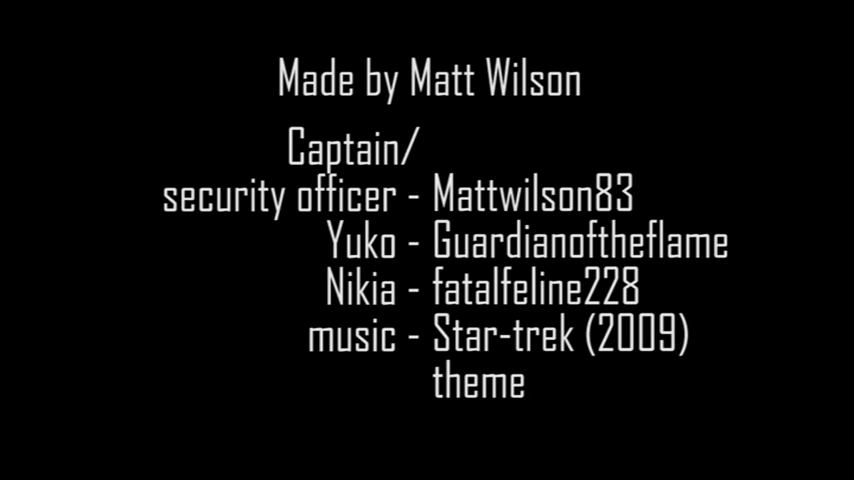 Made by Matt Wilson
Captain/
security officer - Mattwilson83
Yuko - Guardianoftheflame
Nikia - fatalfeline228
music - Star-trek (2009)
theme